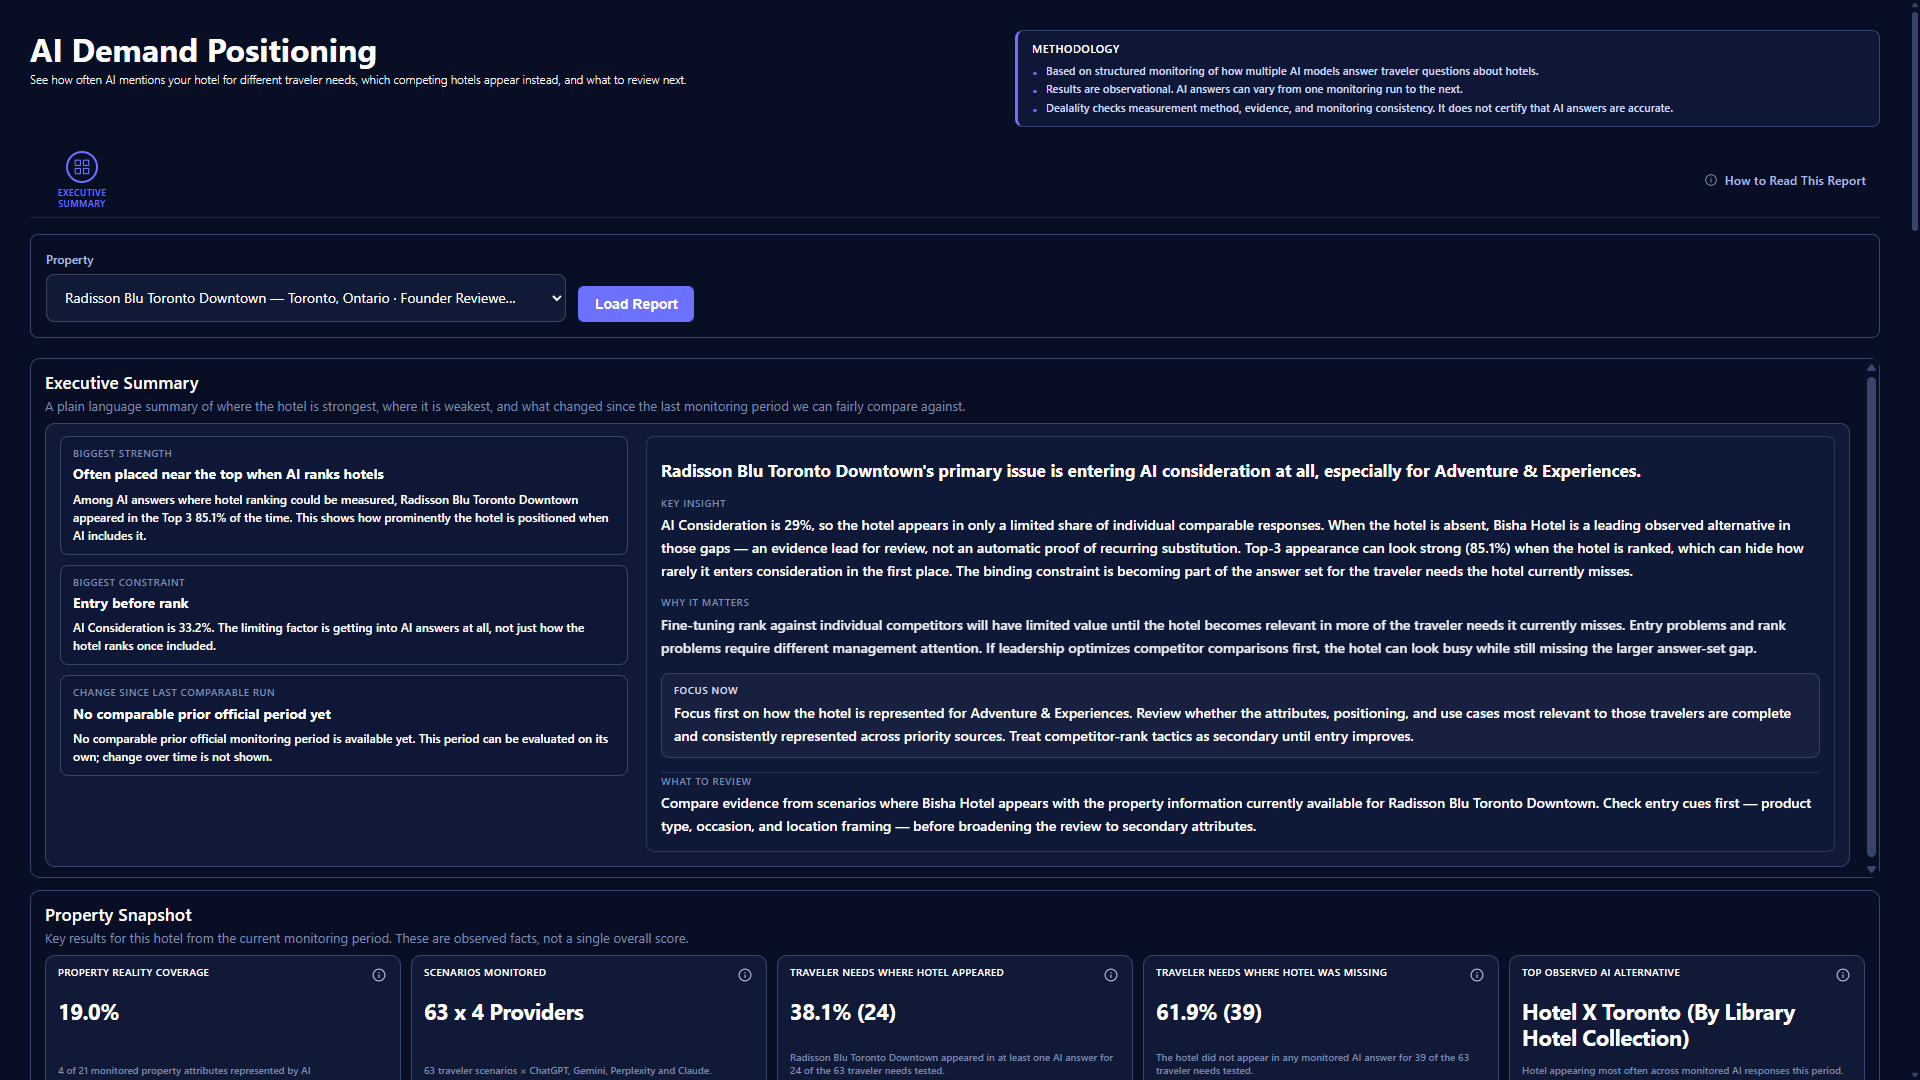 AI Demand Positioning
See how often AI mentions your hotel for different traveler needs, which competing hotels appear instead, and what to review next.
METHODOLOGY
Based on structured monitoring of how multiple AI models answer traveler questions about hotels.
Results are observational. AI answers can vary from one monitoring run to the next.
Dealality checks measurement method, evidence, and monitoring consistency. It does not certify that AI answers are accurate.
EXECUTIVE
SUMMARY
How to Read This Report
Property
Radisson Blu Toronto Downtown — Toronto, Ontario · Founder Reviewe...
Load Report
Executive Summary
A plain language summary of where the hotel is strongest, where it is weakest, and what changed since the last monitoring period we can fairly compare against.
BIGGEST STRENGTH
Often placed near the top when AI ranks hotels
Among AI answers where hotel ranking could be measured, Radisson Blu Toronto Downtown
appeared in the Top 3 85.1% of the time. This shows how prominently the hotel is positioned when
AI includes it.
BIGGEST CONSTRAINT
Entry before rank
AI Consideration is 33.2%. The limiting factor is getting into AI answers at all, not just how the
hotel ranks once included.
CHANGE SINCE LAST COMPARABLE RUN
No comparable prior official period yet
No comparable prior official monitoring period is available yet. This period can be evaluated on its
own; change over time is not shown.
Radisson Blu Toronto Downtown's primary issue is entering AI consideration at all, especially for Adventure & Experiences.
KEY INSIGHT
AI Consideration is 29%, so the hotel appears in only a limited share of individual comparable responses. When the hotel is absent, Bisha Hotel is a leading observed alternative in
those gaps — an evidence lead for review, not an automatic proof of recurring substitution. Top-3 appearance can look strong (85.1%) when the hotel is ranked, which can hide how
rarely it enters consideration in the first place. The binding constraint is becoming part of the answer set for the traveler needs the hotel currently misses.
WHY IT MATTERS
Fine-tuning rank against individual competitors will have limited value until the hotel becomes relevant in more of the traveler needs it currently misses. Entry problems and rank
problems require different management attention. If leadership optimizes competitor comparisons first, the hotel can look busy while still missing the larger answer-set gap.
FOCUS NOW
Focus first on how the hotel is represented for Adventure & Experiences. Review whether the attributes, positioning, and use cases most relevant to those travelers are complete
and consistently represented across priority sources. Treat competitor-rank tactics as secondary until entry improves.
WHAT TO REVIEW
Compare evidence from scenarios where Bisha Hotel appears with the property information currently available for Radisson Blu Toronto Downtown. Check entry cues first — product
type, occasion, and location framing — before broadening the review to secondary attributes.
Property Snapshot
Key results for this hotel from the current monitoring period. These are observed facts, not a single overall score.
PROPERTY REALITY COVERAGE
19.0%
4 of 21 monitored property attributes represented by AI
SCENARIOS MONITORED
63 x 4 Providers
63 traveler scenarios × ChatGPT, Gemini, Perplexity and Claude.
TRAVELER NEEDS WHERE HOTEL APPEARED
38.1% (24)
Radisson Blu Toronto Downtown appeared in at least one AI answer for
24 of the 63 traveler needs tested.
TRAVELER NEEDS WHERE HOTEL WAS MISSING
61.9% (39)
The hotel did not appear in any monitored AI answer for 39 of the 63
traveler needs tested.
TOP OBSERVED AI ALTERNATIVE
Hotel X Toronto (By Library
Hotel Collection)
Hotel appearing most often across monitored AI responses this period.